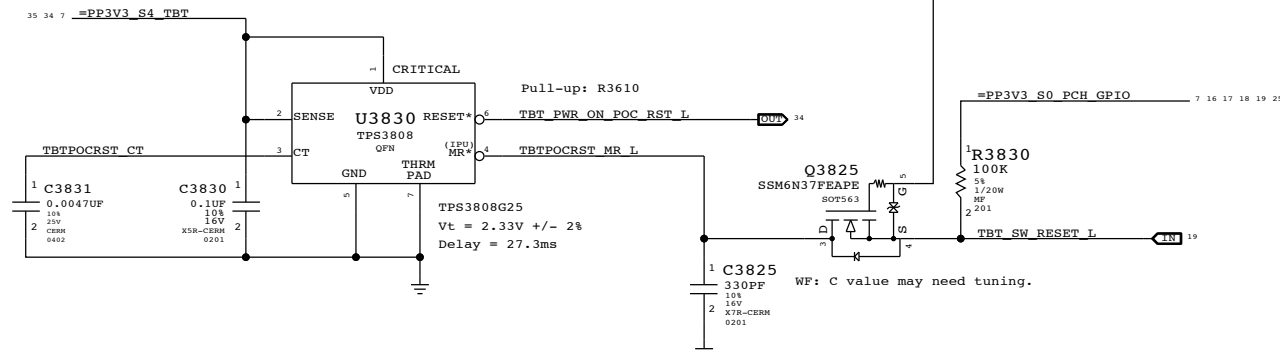 35 34 7 =PP3V3_S4_TBT
1 CRITICAL
VDD
Pull-up: R3610
=PP3V3_S0_PCH_GPIO 7 16 17 18 19 25
2 SENSE U3830 RESET* 6 TBT_PWR_ON_POC_RST_L OUT 34
TPS3808
QFN
(IPU)
TBTPOCRST_CT 3 CT MR* 4 TBTPOCRST_MR_L
THRM
GND PAD
5 7
1 C3831
0.0047UF
10%
25V
CERM
0402
2
C3830 1
0.1UF
10%
16V
X5R-CERM
0201
2
TPS3808G25
Vt = 2.33V +/- 2%
Delay = 27.3ms
Q3825
SSM6N37FEAPE
SOT563
G 5
D 3
S 4
1 R3830
100K
5%
1/20W
MF
201
2
TBT_SW_RESET_L IN 19
1 C3825
330PF
10%
16V
X7R-CERM
0201
2
WF: C value may need tuning.